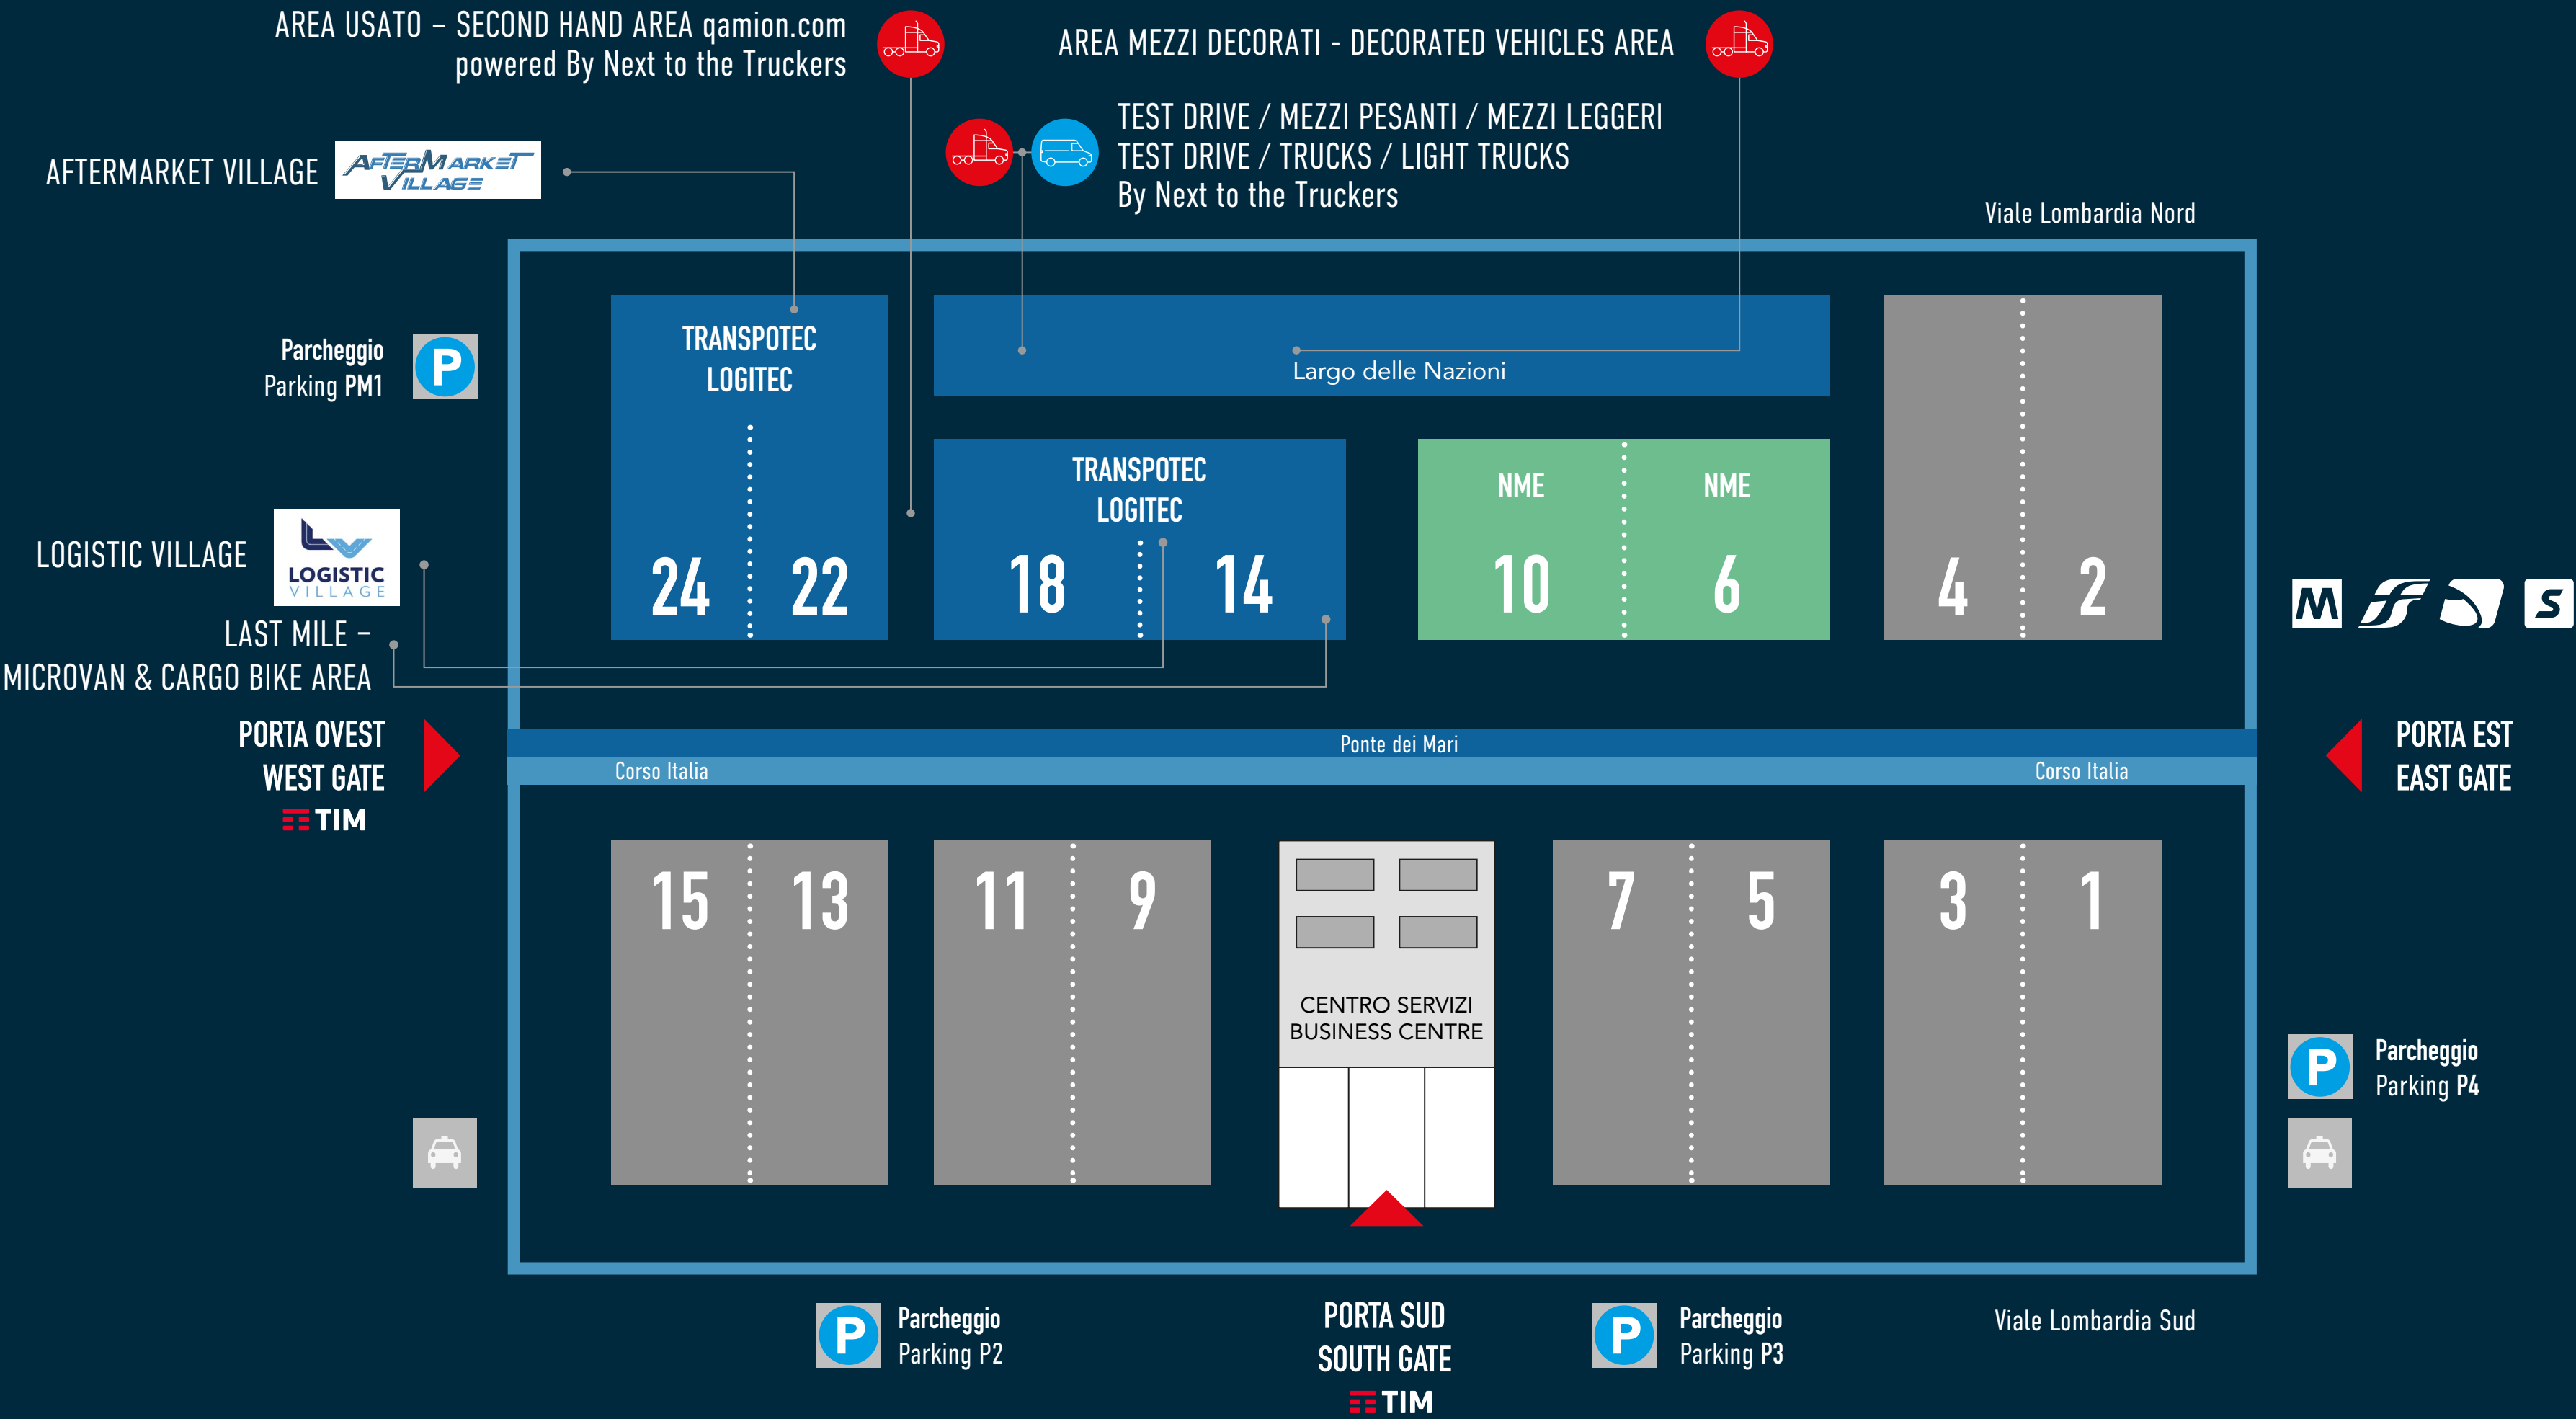 AREA USATO – SECOND HAND AREA qamion.com
powered By Next to the Truckers
AREA MEZZI DECORATI - DECORATED VEHICLES AREA
TEST DRIVE / MEZZI PESANTI / MEZZI LEGGERI
TEST DRIVE / TRUCKS / LIGHT TRUCKS
By Next to the Truckers
AFTERMARKET VILLAGE
AFTERMARKET
VILLAGE
Viale Lombardia Nord
Parcheggio
Parking PM1
P
TRANSPOTEC
LOGITEC
24
22
Largo delle Nazioni
TRANSPOTEC
LOGITEC
18
14
NME
10
NME
6
4
2
LOGISTIC VILLAGE
LOGISTIC
VILLAGE
LAST MILE –
MICROVAN & CARGO BIKE AREA
M
S
PORTA OVEST
WEST GATE
TIM
Ponte dei Mari
Corso Italia
Corso Italia
PORTA EST
EAST GATE
15
13
11
9
7
5
3
1
CENTRO SERVIZI
BUSINESS CENTRE
P
Parcheggio
Parking P4
P
Parcheggio
Parking P2
PORTA SUD
SOUTH GATE
TIM
P
Parcheggio
Parking P3
Viale Lombardia Sud